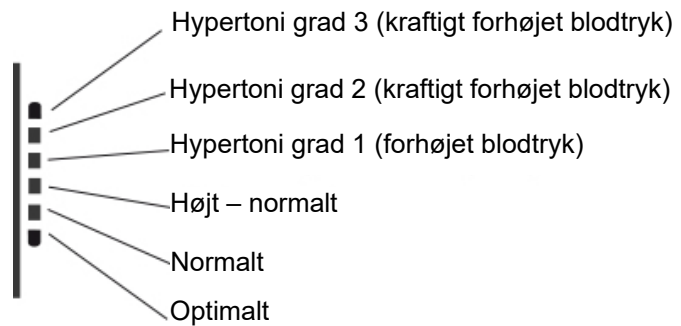 Hypertoni grad 3 (kraftigt forhøjet blodtryk)
Hypertoni grad 2 (kraftigt forhøjet blodtryk)
Hypertoni grad 1 (forhøjet blodtryk)
Højt – normalt
Normalt
Optimalt